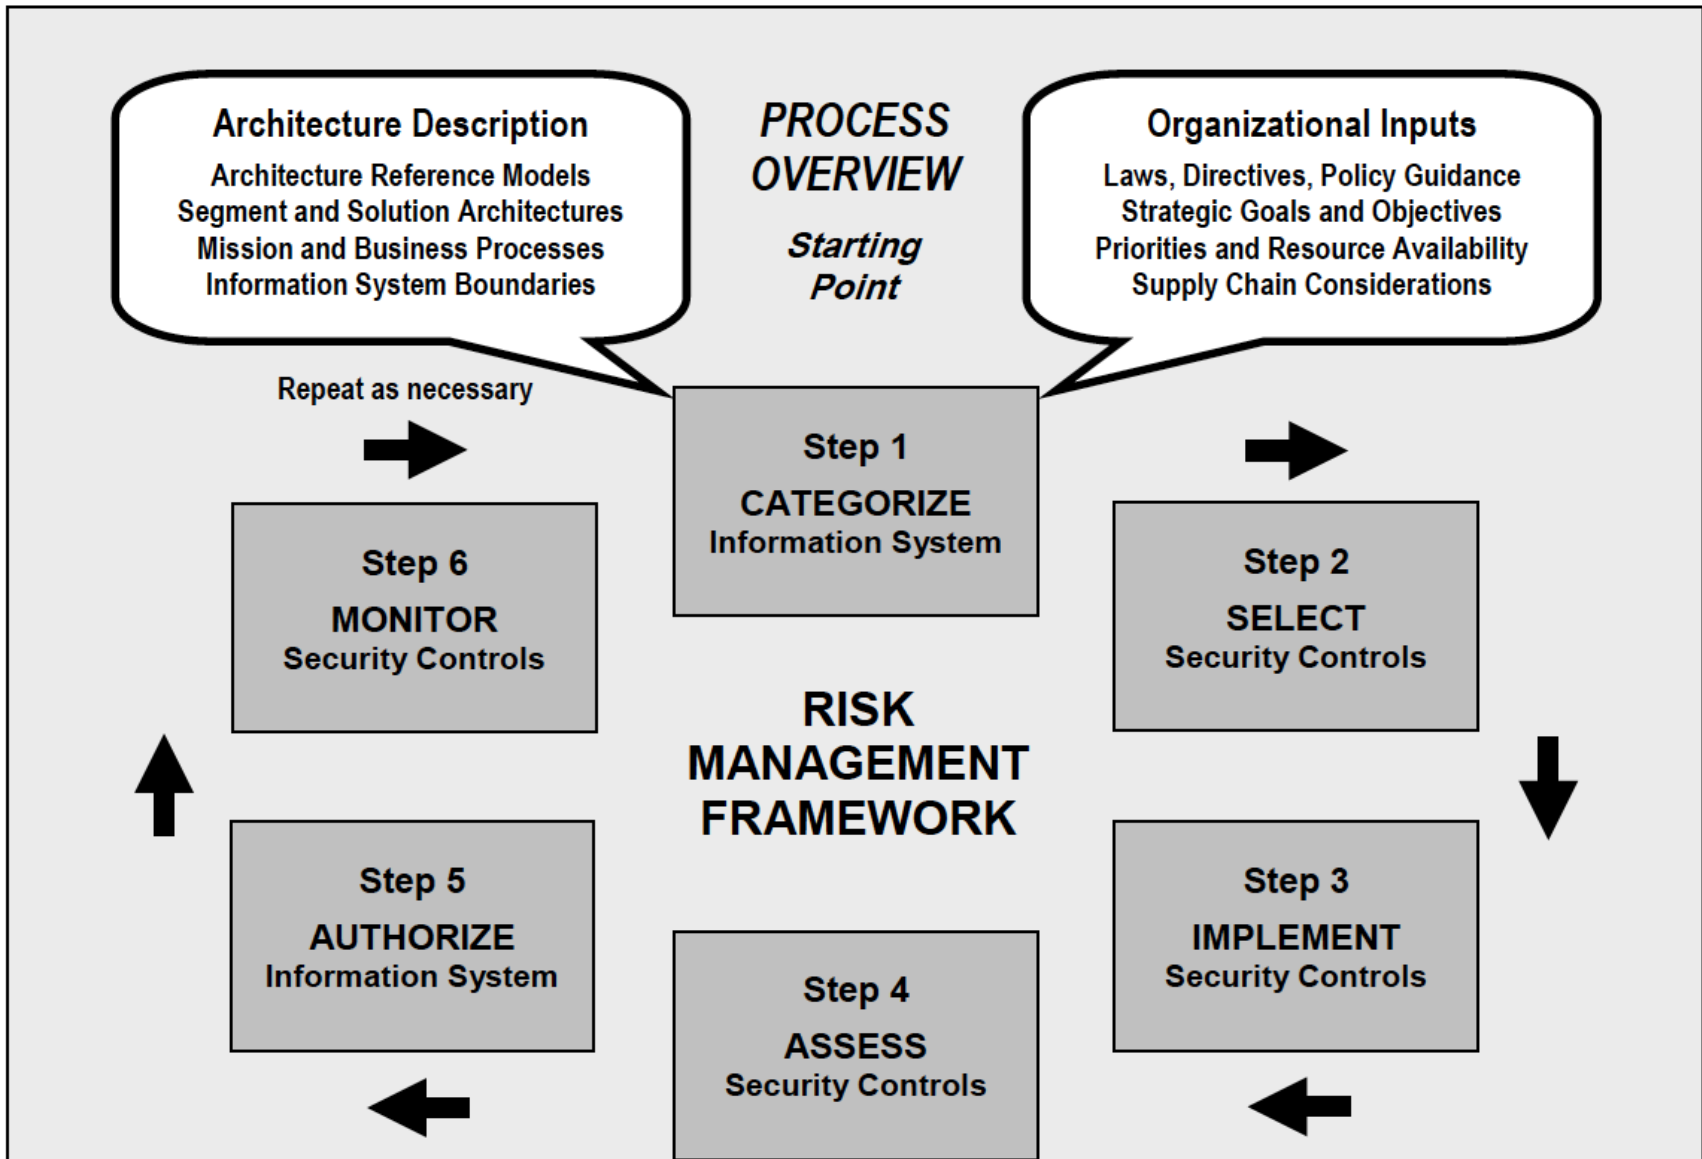 Architecture Description
Architecture Reference Models
Segment and Solution Architectures
Mission and Business Processes
Information System Boundaries
PROCESS
OVERVIEW
Starting
Point
Organizational Inputs
Laws, Directives, Policy Guidance
Strategic Goals and Objectives
Priorities and Resource Availability
Supply Chain Considerations
Repeat as necessary
Step 1
CATEGORIZE
Information System
Step 2
SELECT
Security Controls
Step 3
IMPLEMENT
Security Controls
Step 4
ASSESS
Security Controls
Step 5
AUTHORIZE
Information System
Step 6
MONITOR
Security Controls
RISK
MANAGEMENT
FRAMEWORK